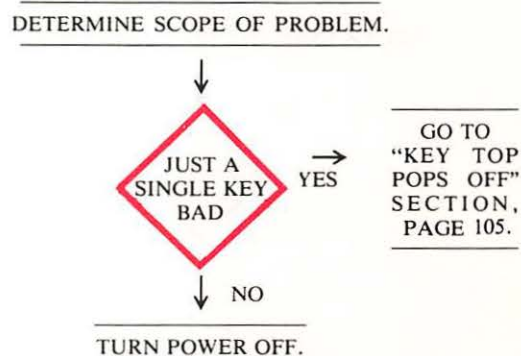 DETERMINE SCOPE OF PROBLEM.
JUST A
SINGLE KEY
BAD
YES
GO TO
“KEY TOP
POPS OFF”
SECTION,
PAGE 105.
NO
TURN POWER OFF.